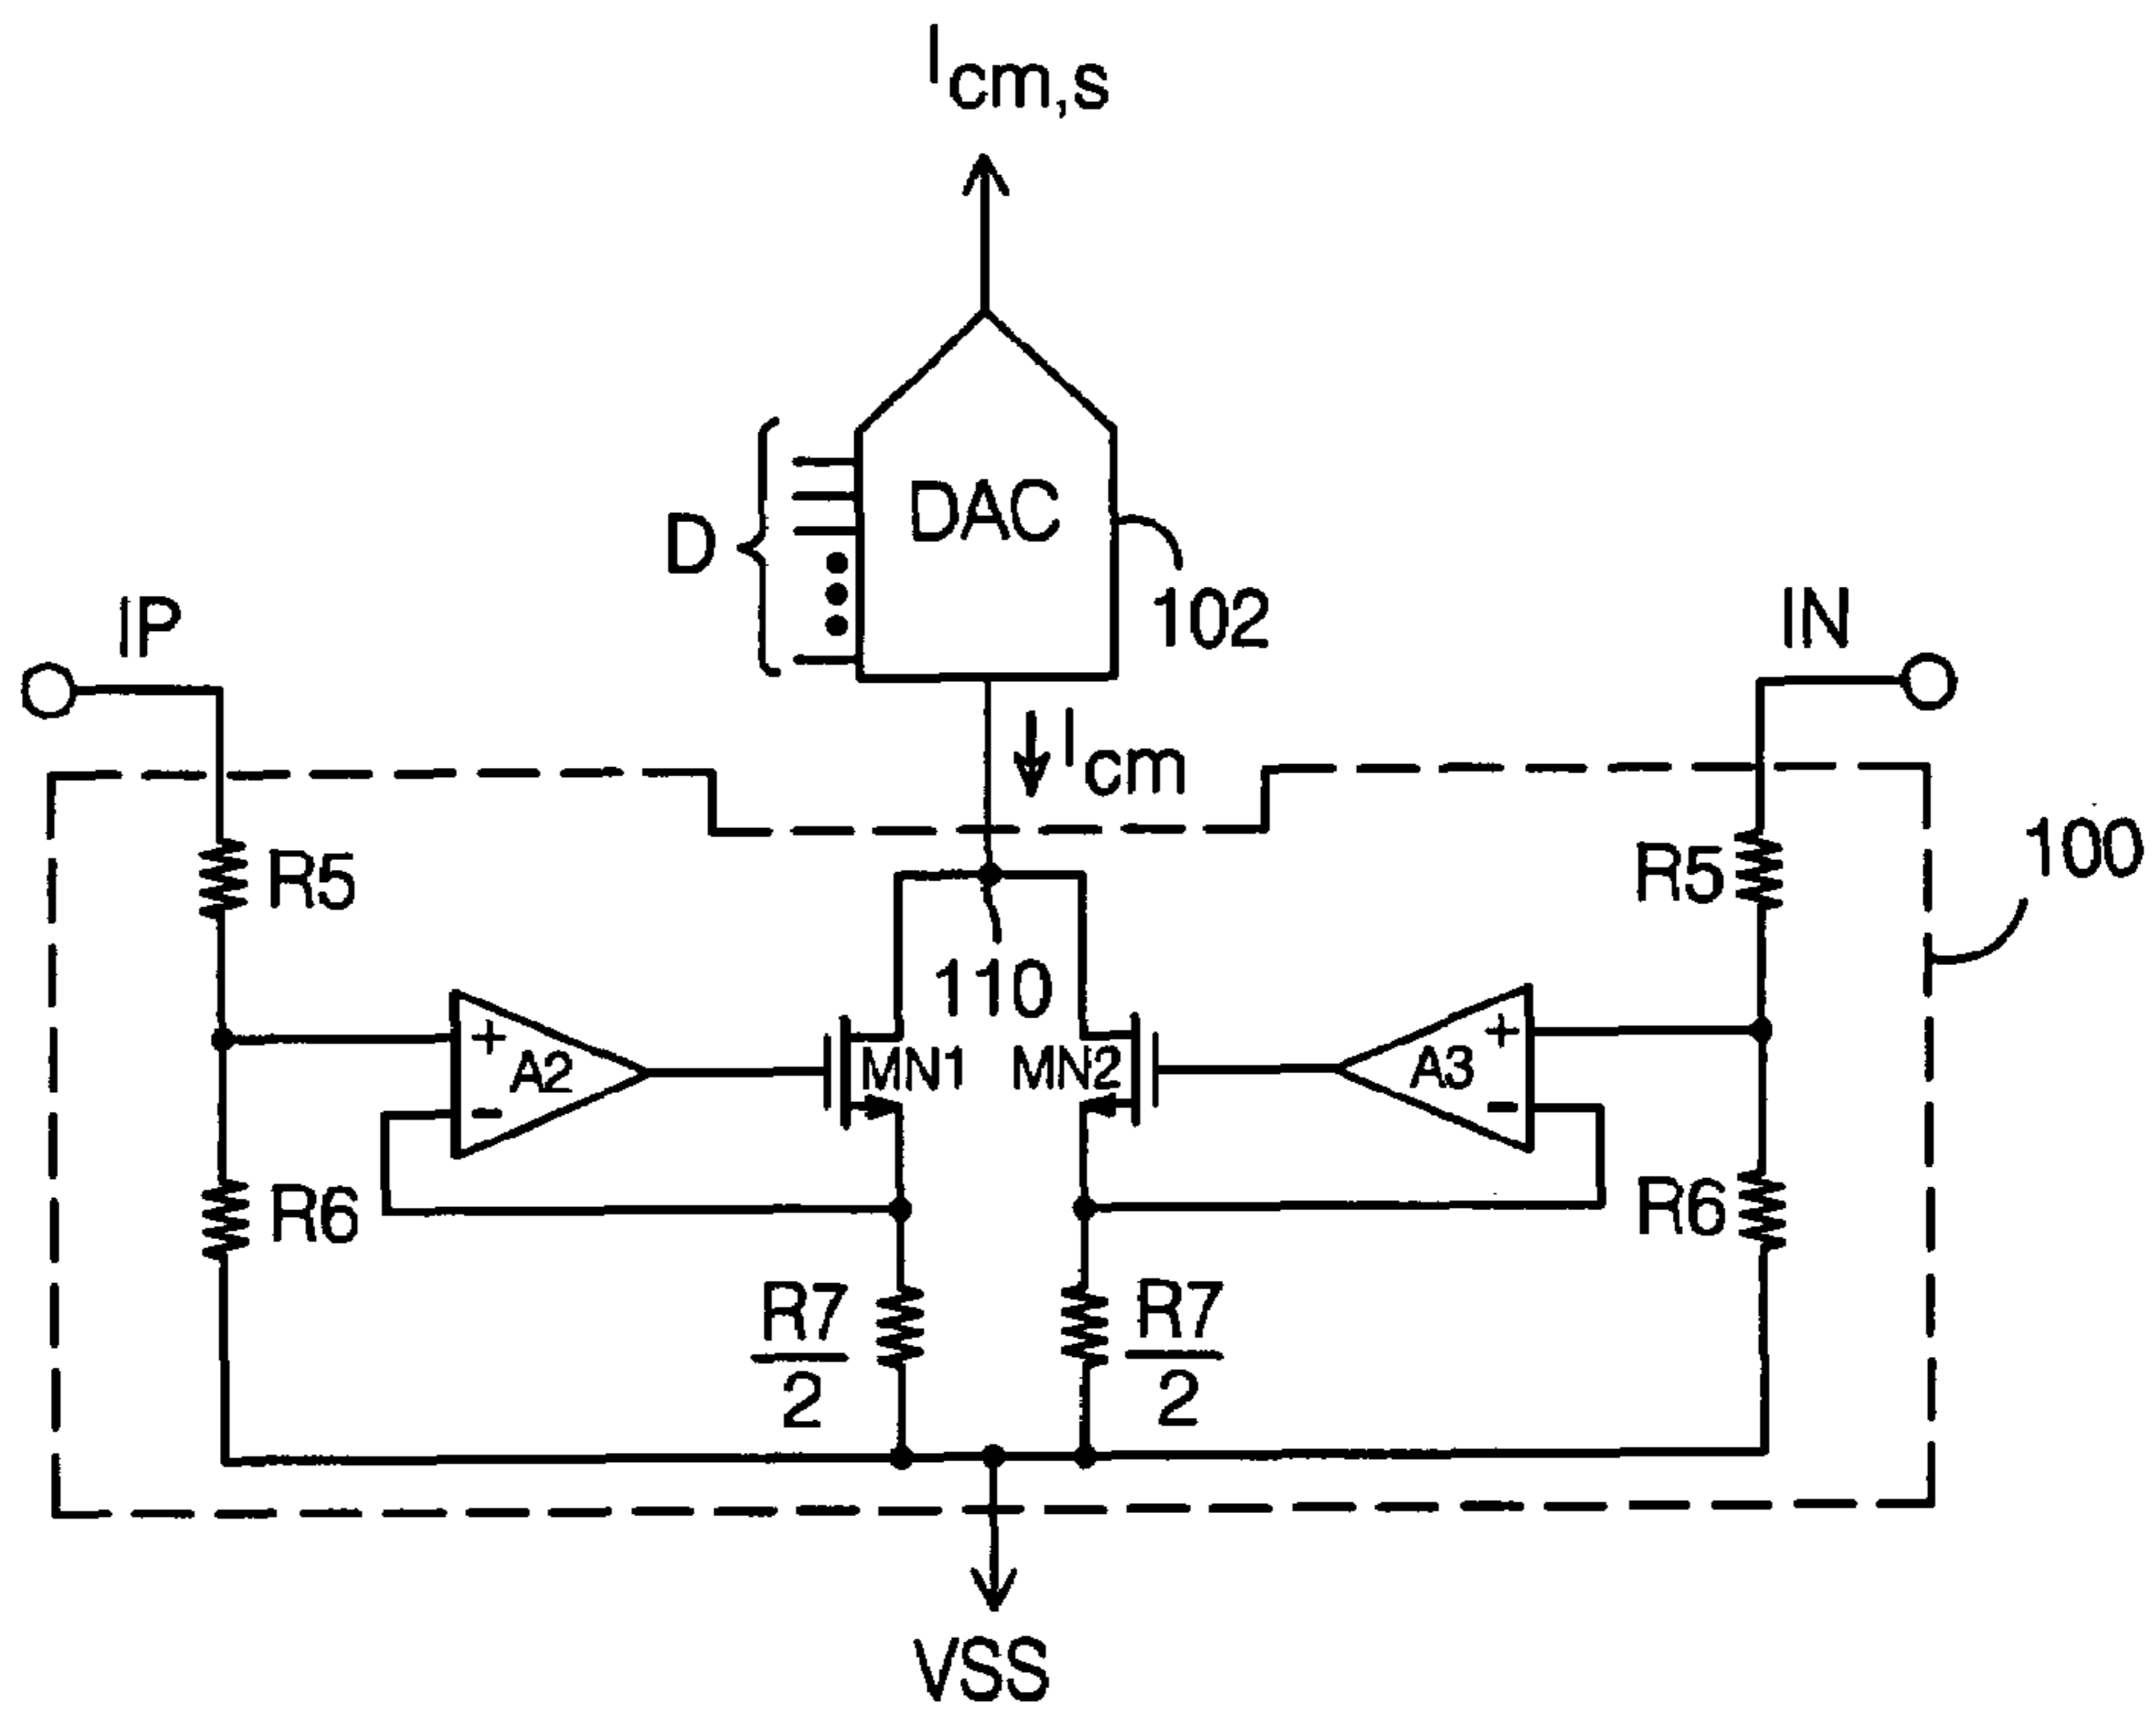 Icm,s
DAC
D
102
IP
IN
Icm
100
R5
R5
110
+
A2
-
MN1
MN2
+
A3
-
R6
R6
R7
2
R7
2
VSS